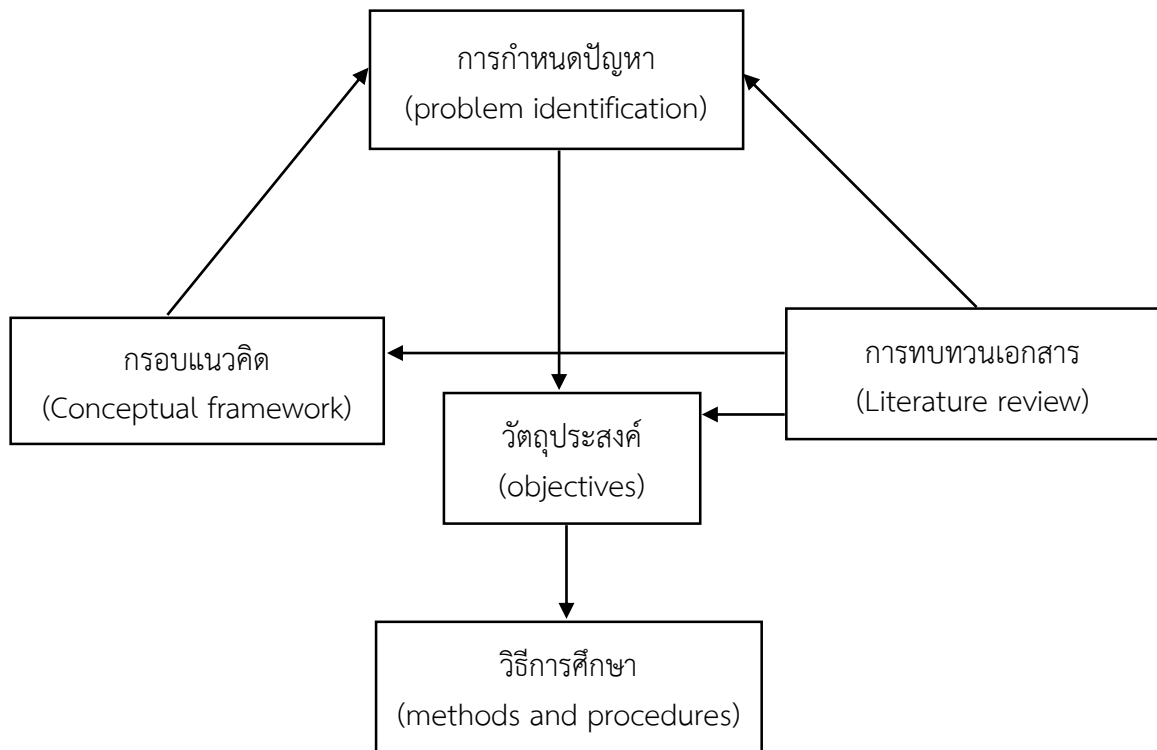 การกำหนดปัญหา
(problem identification)
กรอบแนวคิด
(Conceptual framework)
การทบทวนเอกสาร
(Literature review)
วัตถุประสงค์
(objectives)
วิธีการศึกษา
(methods and procedures)